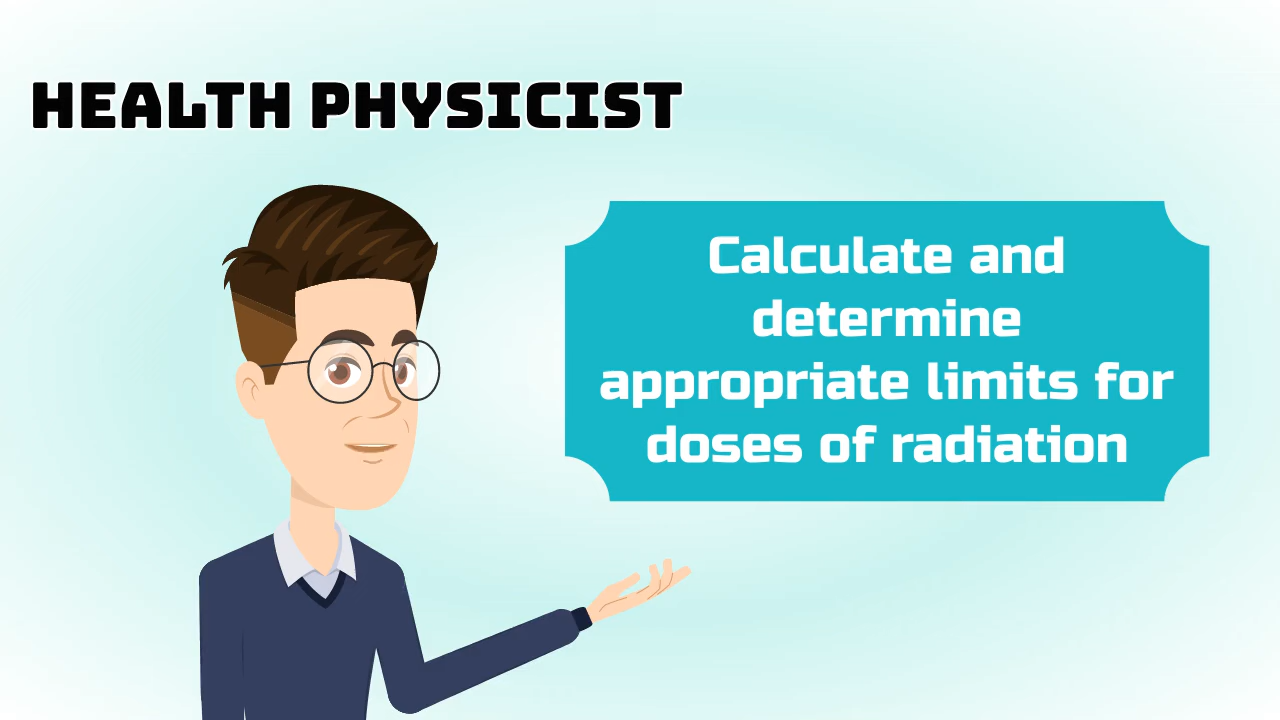 HEALTH PHYSICIST
Calculate and
determine
appropriate limits for
doses of radiation